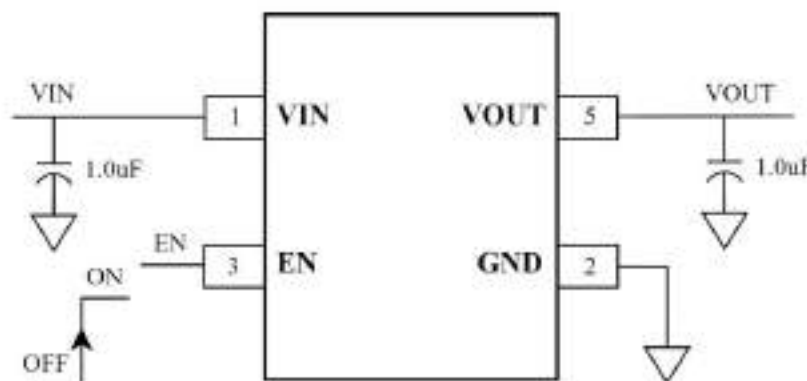 VIN VOUT
1 VIN VOUT 5
1.0uF 1.0uF
EN
3 EN GND 2
ON
OFF